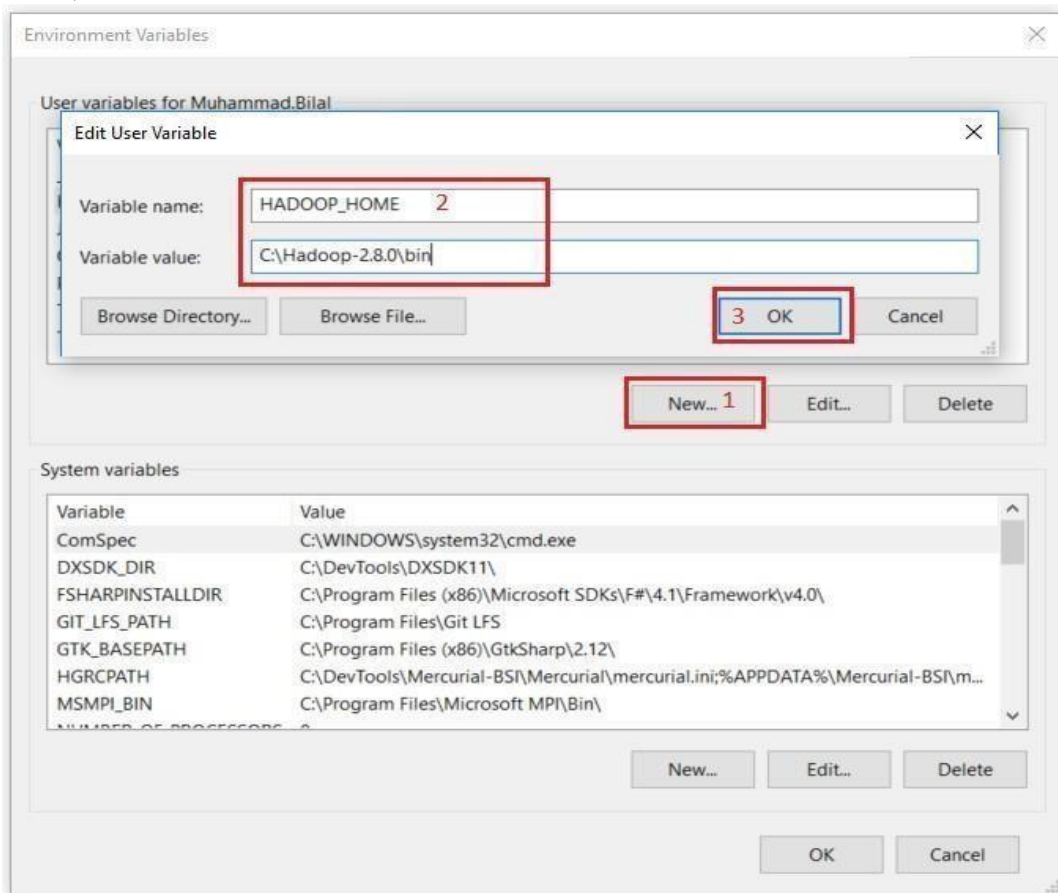 Environment Variables
User variables for Muhammad.Bilal
Edit User Variable
Variable name: HADOOP_HOME 2
Variable value: C:\Hadoop-2.8.0\bin
Browse Directory... Browse File... 3 OK Cancel
New... 1 Edit... Delete
System variables
Variable Value
ComSpec C:\WINDOWS\system32\cmd.exe
DXSDK_DIR C:\DevTools\DXSDK11\
FSHARPINSTALLDIR C:\Program Files (x86)\Microsoft SDKs\F#\4.1\Framework\v4.0\
GIT_LFS_PATH C:\Program Files\Git LFS
GTK_BASEPATH C:\Program Files (x86)\GtkSharp\2.12\
HGRCPATH C:\DevTools\Mercurial-BSI\Mercurial\mercurial.ini;%APPDATA%\Mercurial-BSI\m...
MSMPI_BIN C:\Program Files\Microsoft MPI\Bin\
NUMBER_OF_PROCESSORS
New... Edit... Delete
OK Cancel